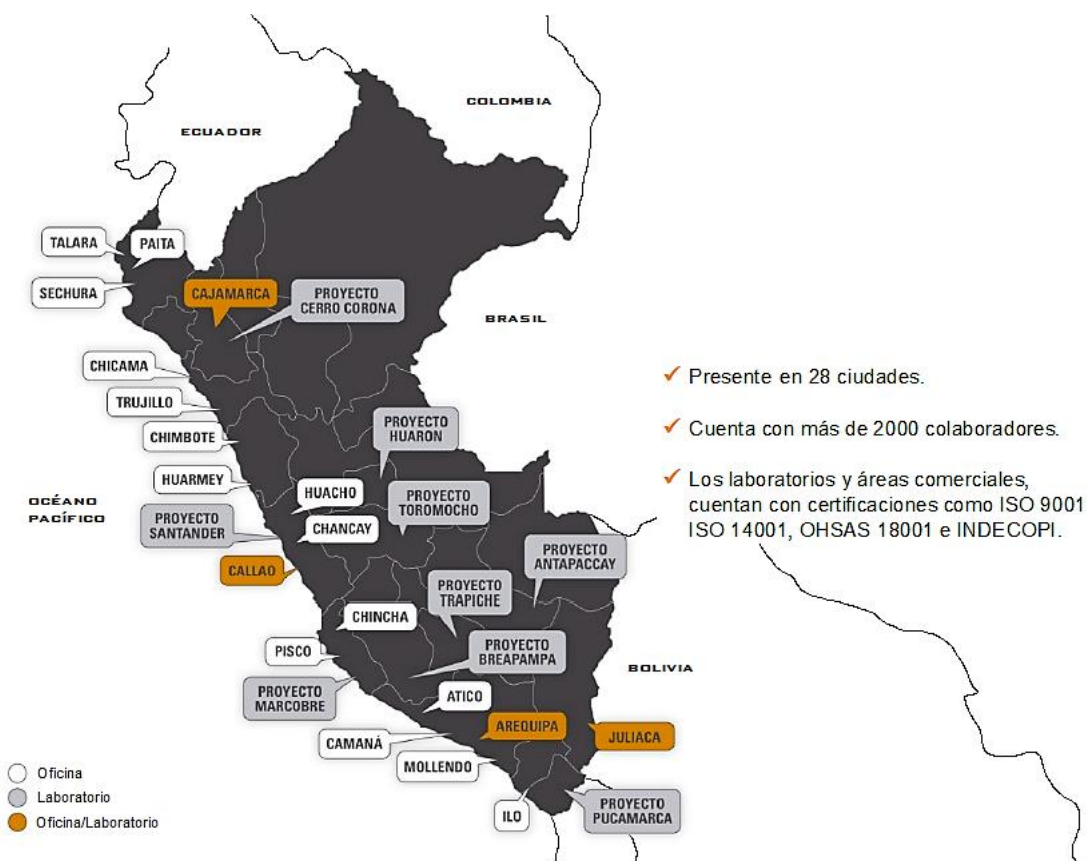 COLOMBIA
ECUADOR
TALARA
PAITA
SECHURA
CAJAMARCA
PROYECTO
CERRO CORONA
BRASIL
CHICAMA
TRUJILLO
CHIMBOTE
PROYECTO
HUARON
HUARMEY
HUACHO
PROYECTO
TOROMOCHO
OCÉANO
PACÍFICO
PROYECTO
SANTANDER
CHANCAY
CALLAO
PROYECTO
ANTAPACCAY
PROYECTO
TRAPICHE
CHINCHA
PISCO
PROYECTO
BREAPAMPA
BOLIVIA
PROYECTO
MARCOBRE
ATICO
CAMANÁ
AREQUIPA
JULIACA
MOLLENDO
ILO
PROYECTO
PUCAMARCA
Oficina
Laboratorio
Oficina/Laboratorio
✓ Presente en 28 ciudades.
✓ Cuenta con más de 2000 colaboradores.
✓ Los laboratorios y áreas comerciales,
cuentan con certificaciones como ISO 9001
ISO 14001, OHSAS 18001 e INDECOPI.